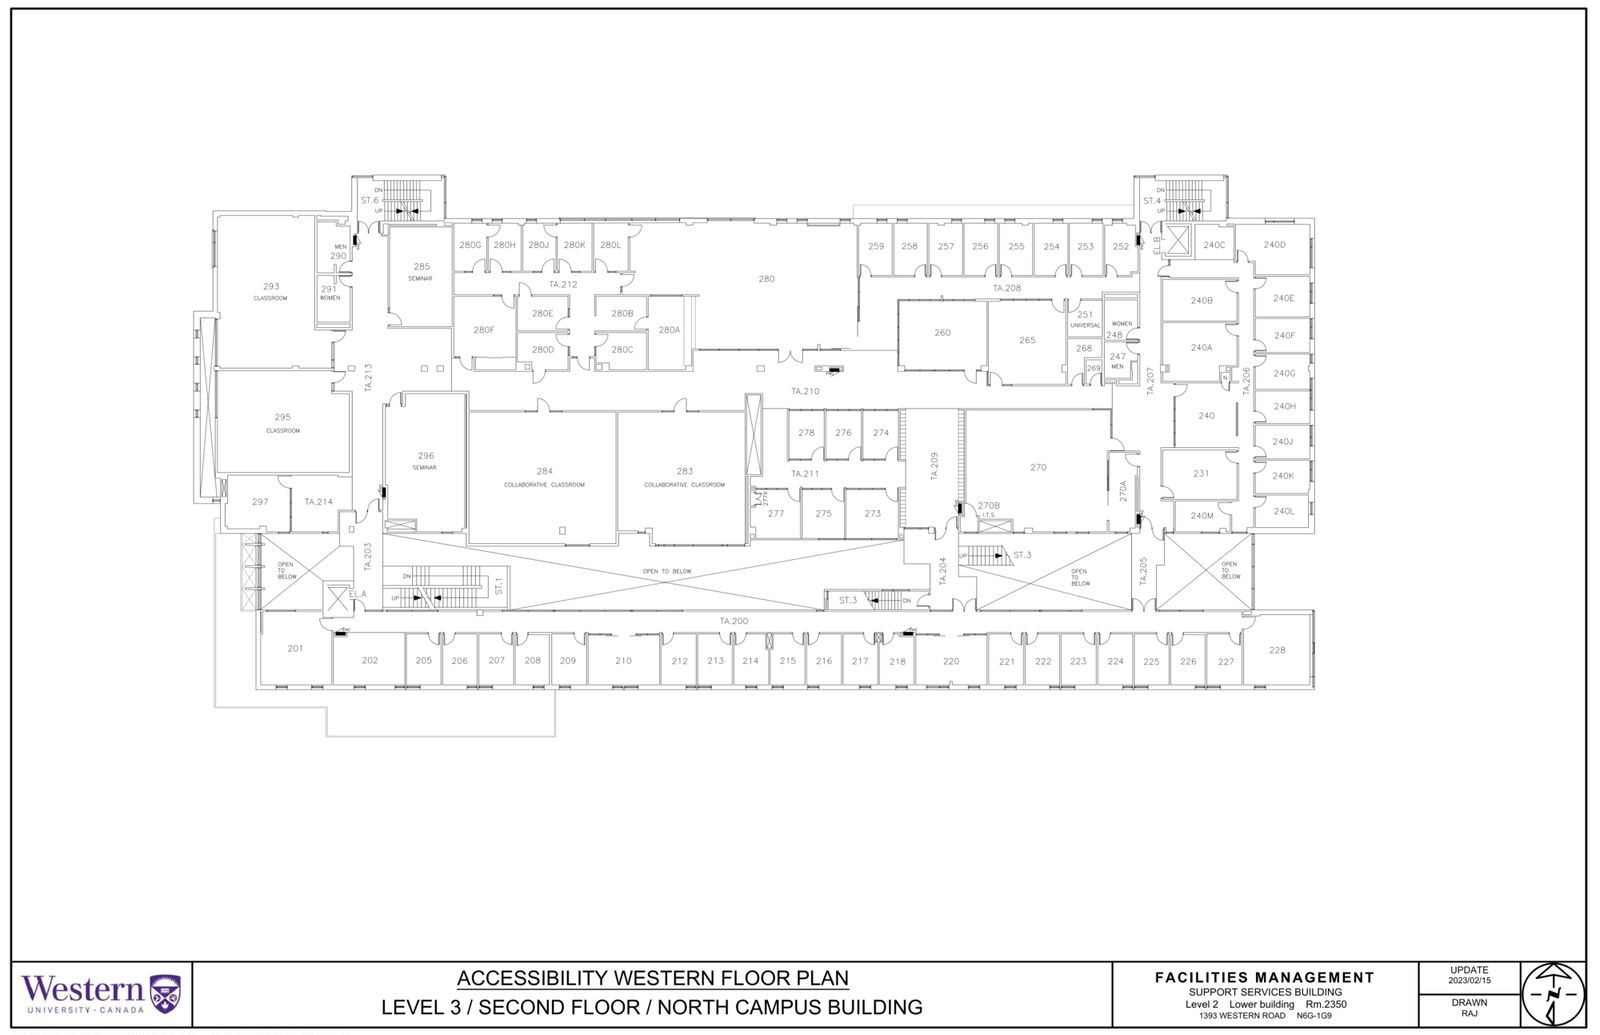 DN
ST.6
UP
DN
ST.4
UP
MEN
290
293
CLASSROOM
291
WOMEN
285
SEMINAR
280G
280H
280J
280K
280L
TA.212
280E
280B
280F
280A
280D
280C
280
259
258
257
256
255
254
253
252
TA.208
EL.B
240C
240D
240B
240E
260
265
251
UNIVERSAL
WOMEN
248
268
247
MEN
269
240A
240F
240G
N
TA.213
TA.210
TA.207
TA.206
295
CLASSROOM
240
240H
296
SEMINAR
284
COLLABORATIVE CLASSROOM
283
COLLABORATIVE CLASSROOM
278
276
274
TA.211
TA.209
270
270A
270B
I.T.S.
231
240J
240K
240L
240M
297
TA.214
277X
277
275
273
TA.203
OPEN
TO
BELOW
EL.A
DN
UP
ST.1
OPEN TO BELOW
TA.204
UP
ST.3
ST.3
DN
OPEN
TO
BELOW
TA.205
OPEN
TO
BELOW
TA.200
201
202
205
206
207
208
209
210
212
213
214
215
216
217
218
220
221
222
223
224
225
226
227
228
Western
UNIVERSITY · CANADA
ACCESSIBILITY WESTERN FLOOR PLAN
LEVEL 3 / SECOND FLOOR / NORTH CAMPUS BUILDING
FACILITIES MANAGEMENT
SUPPORT SERVICES BUILDING
Level 2 Lower building Rm.2350
1393 WESTERN ROAD N6G-1G9
UPDATE
2023/02/15
DRAWN
RAJ
N